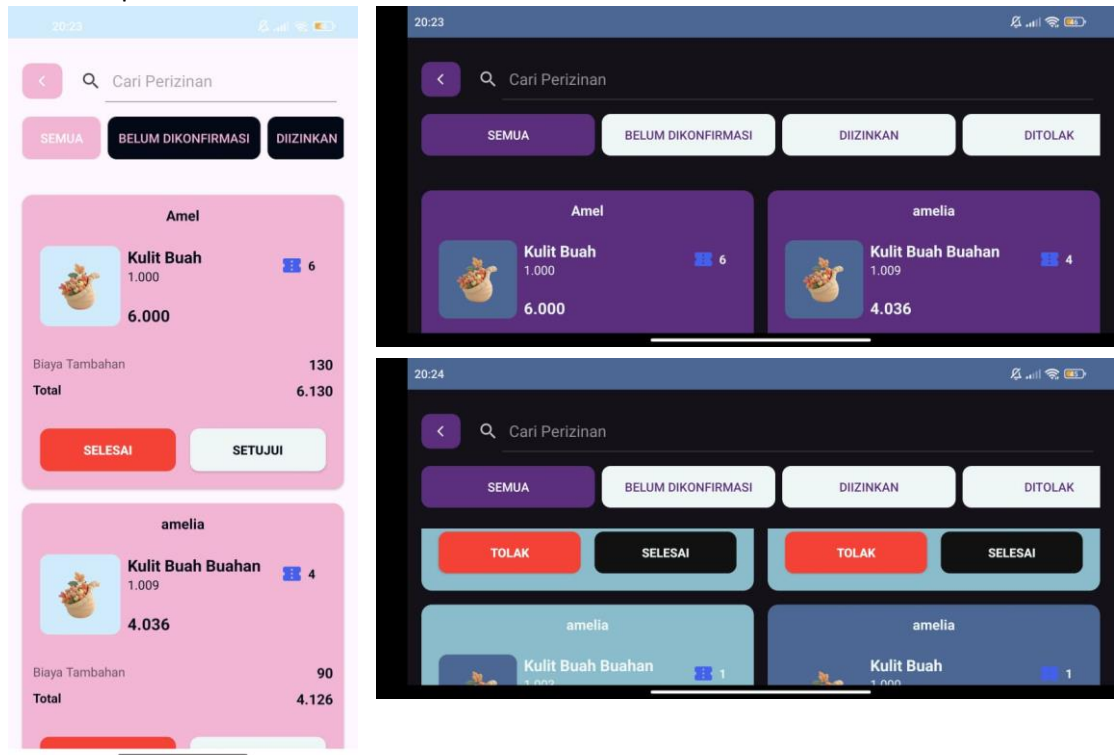 20:23
Cari Perizinan
SEMUA BELUM DIKONFIRMASI DIIZINKAN
Amel
Kulit Buah
1.000
6
6.000
Biaya Tambahan 130
Total 6.130
SELESAI SETUJUI
amelia
Kulit Buah Buahan
1.009
4
4.036
Biaya Tambahan 90
Total 4.126
20:23
Cari Perizinan
SEMUA BELUM DIKONFIRMASI DIIZINKAN DITOLAK
Amel
Kulit Buah
1.000
6
6.000
amelia
Kulit Buah Buahan
1.009
4
4.036
20:24
Cari Perizinan
SEMUA BELUM DIKONFIRMASI DIIZINKAN DITOLAK
TOLAK SELESAI TOLAK SELESAI
amelia
Kulit Buah Buahan
1
amelia
Kulit Buah
1.000
1